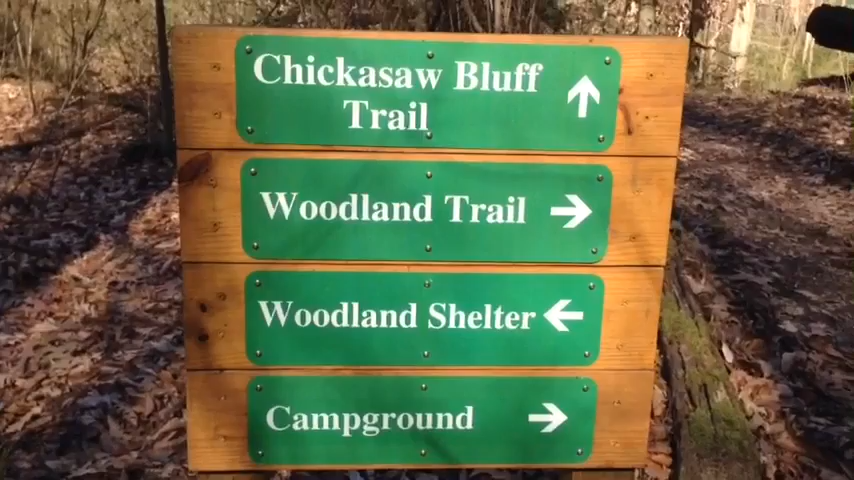 Chickasaw Bluff
Trail
Woodland Trail
Woodland Shelter
Campground